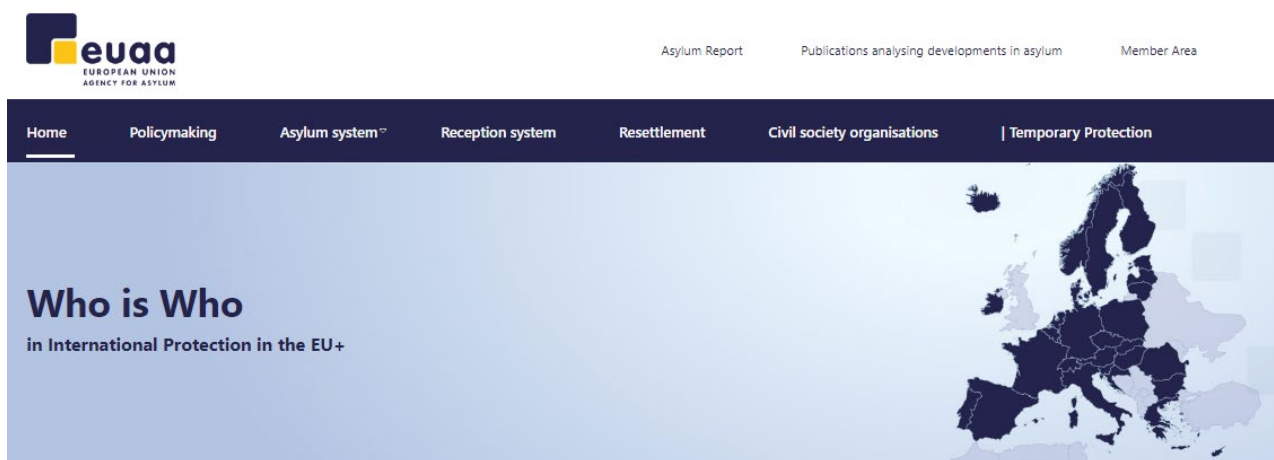 euaa
EUROPEAN UNION
AGENCY FOR ASYLUM
Asylum Report Publications analysing developments in asylum Member Area
Home Policymaking Asylum system Reception system Resettlement Civil society organisations | Temporary Protection
Who is Who
in International Protection in the EU+